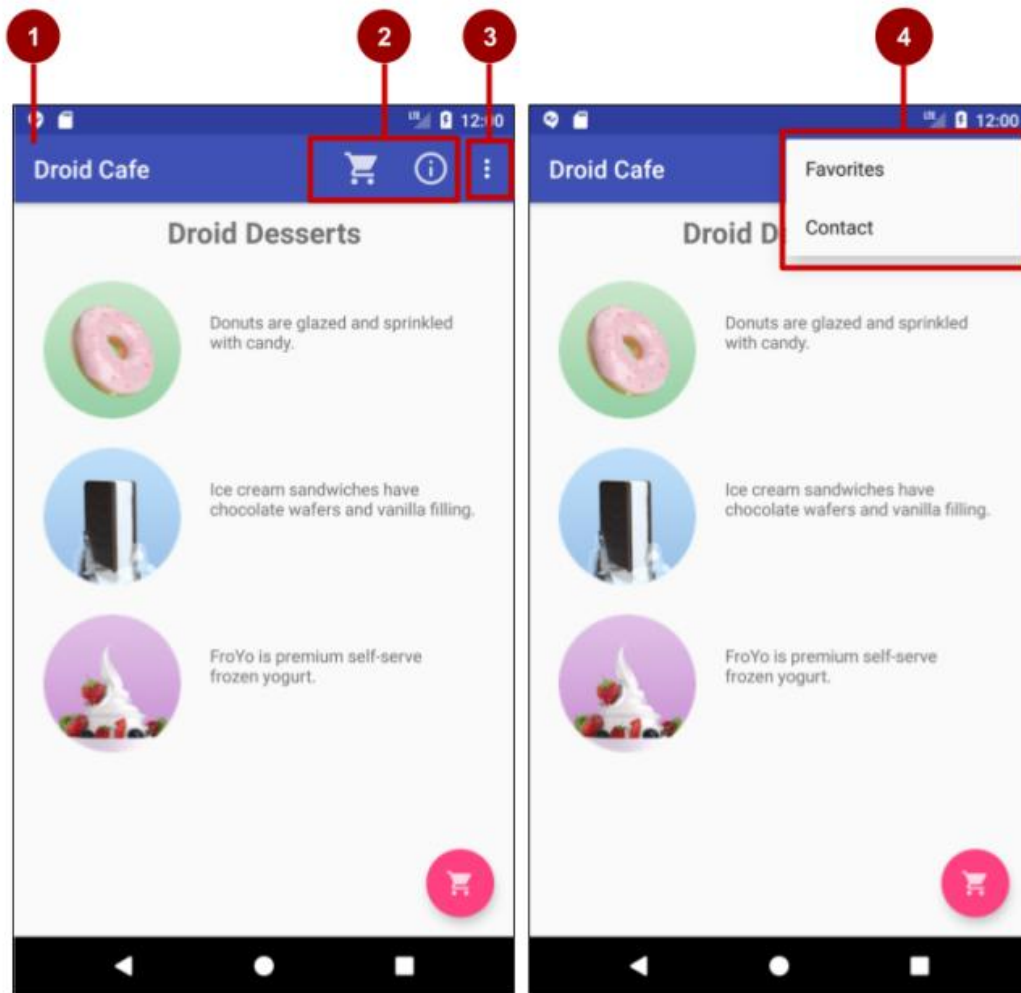 1
2
3
4
LTE 12:00
Droid Cafe
Droid Desserts
Donuts are glazed and sprinkled
with candy.
Ice cream sandwiches have
chocolate wafers and vanilla filling.
FroYo is premium self-serve
frozen yogurt.
LTE 12:00
Droid Cafe
Favorites
Contact
Droid D
Donuts are glazed and sprinkled
with candy.
Ice cream sandwiches have
chocolate wafers and vanilla filling.
FroYo is premium self-serve
frozen yogurt.